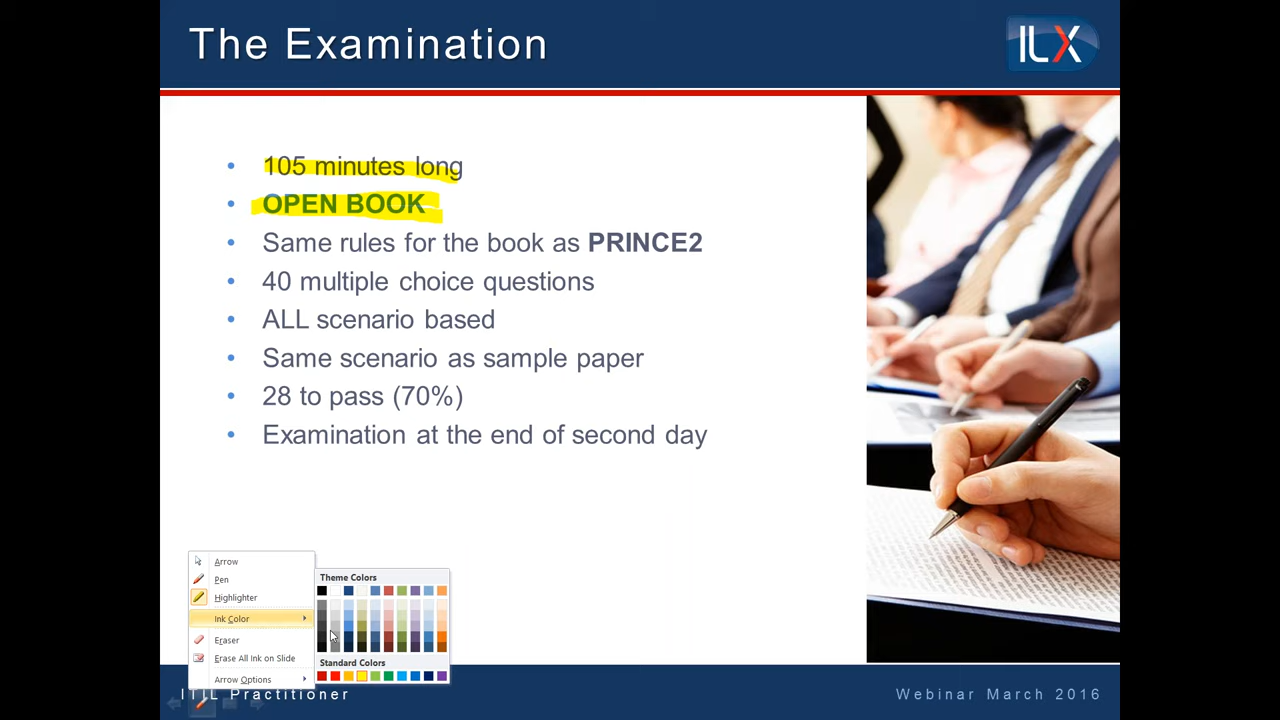 The Examination
ILX
• 105 minutes long
• OPEN BOOK
• Same rules for the book as PRINCE2
• 40 multiple choice questions
• ALL scenario based
• Same scenario as sample paper
• 28 to pass (70%)
• Examination at the end of second day
Arrow
Pen
Highlighter
Ink Color
Eraser
Erase All Ink on Slide
Arrow Options
Theme Colors
Standard Colors
ITIL Practitioner
Webinar March 2016